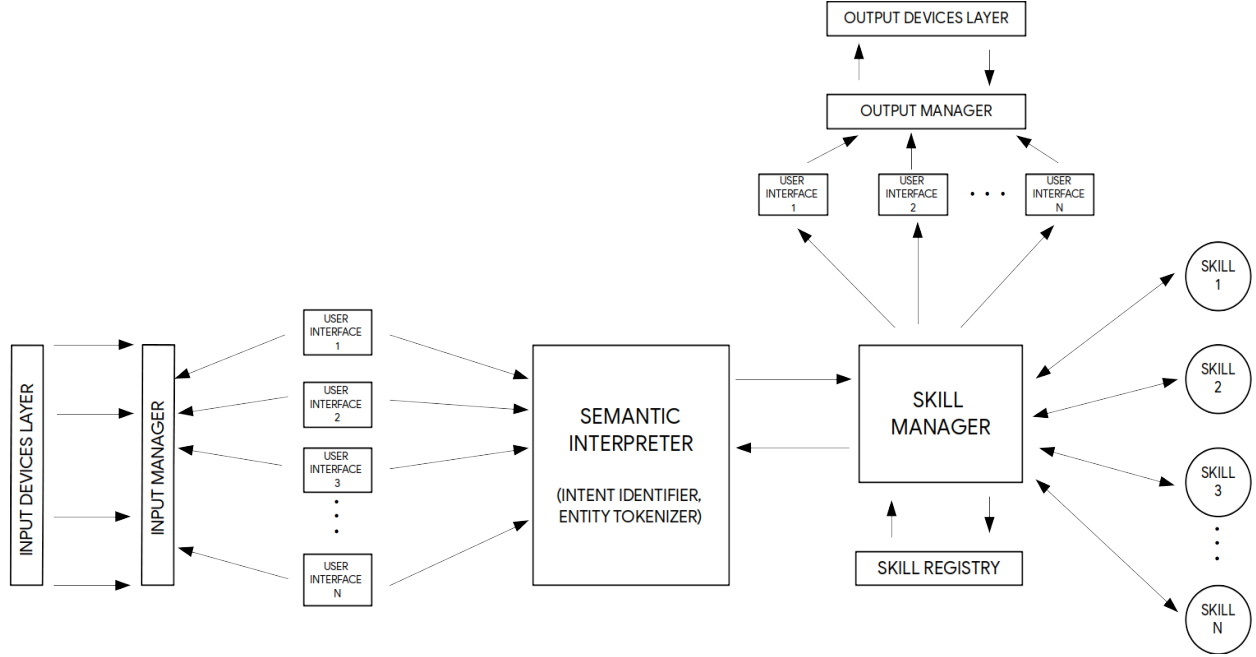 OUTPUT DEVICES LAYER
OUTPUT MANAGER
USER
INTERFACE
1
USER
INTERFACE
2
. . .
USER
INTERFACE
N
INPUT DEVICES LAYER
INPUT MANAGER
USER
INTERFACE
1
USER
INTERFACE
2
USER
INTERFACE
3
USER
INTERFACE
N
SEMANTIC
INTERPRETER
(INTENT IDENTIFIER,
ENTITY TOKENIZER)
SKILL
MANAGER
SKILL REGISTRY
SKILL
1
SKILL
2
SKILL
3
SKILL
N